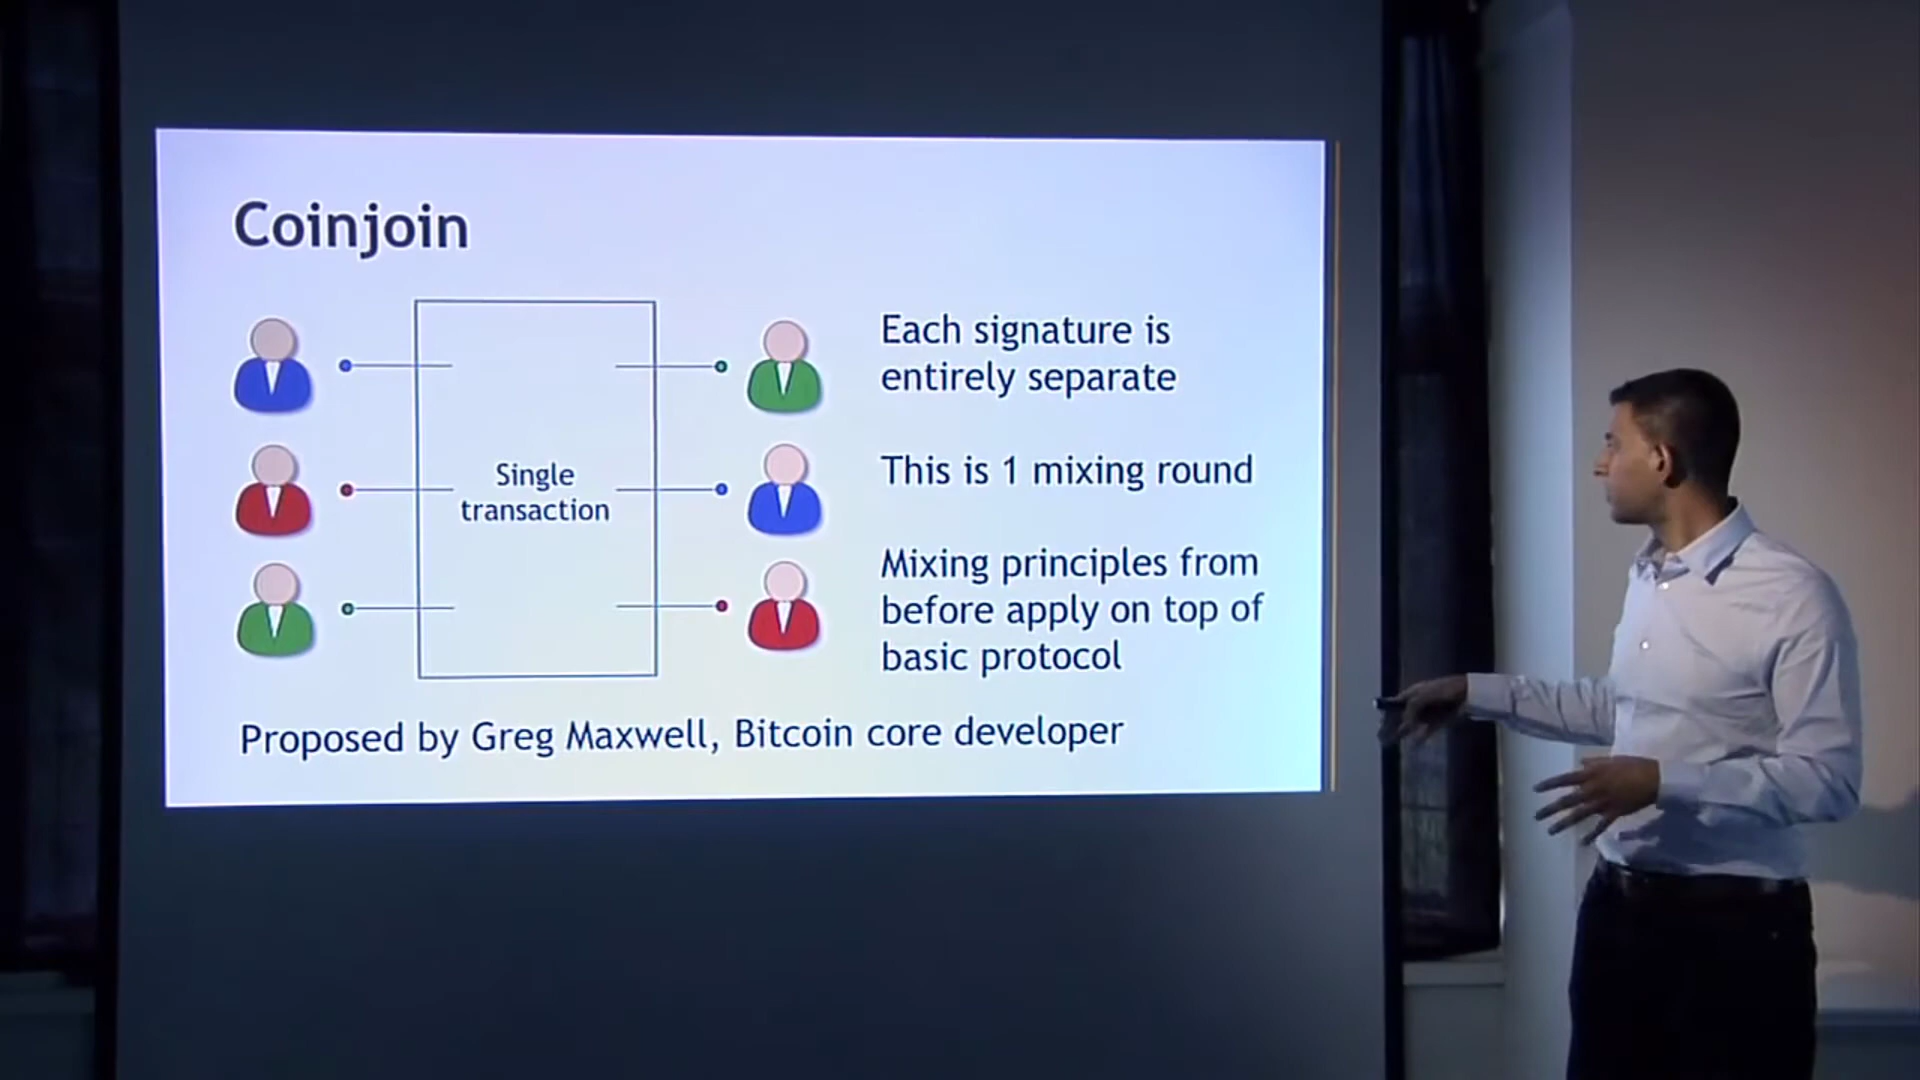 Coinjoin
Single
transaction
Each signature is
entirely separate
This is 1 mixing round
Mixing principles from
before apply on top of
basic protocol
Proposed by Greg Maxwell, Bitcoin core developer